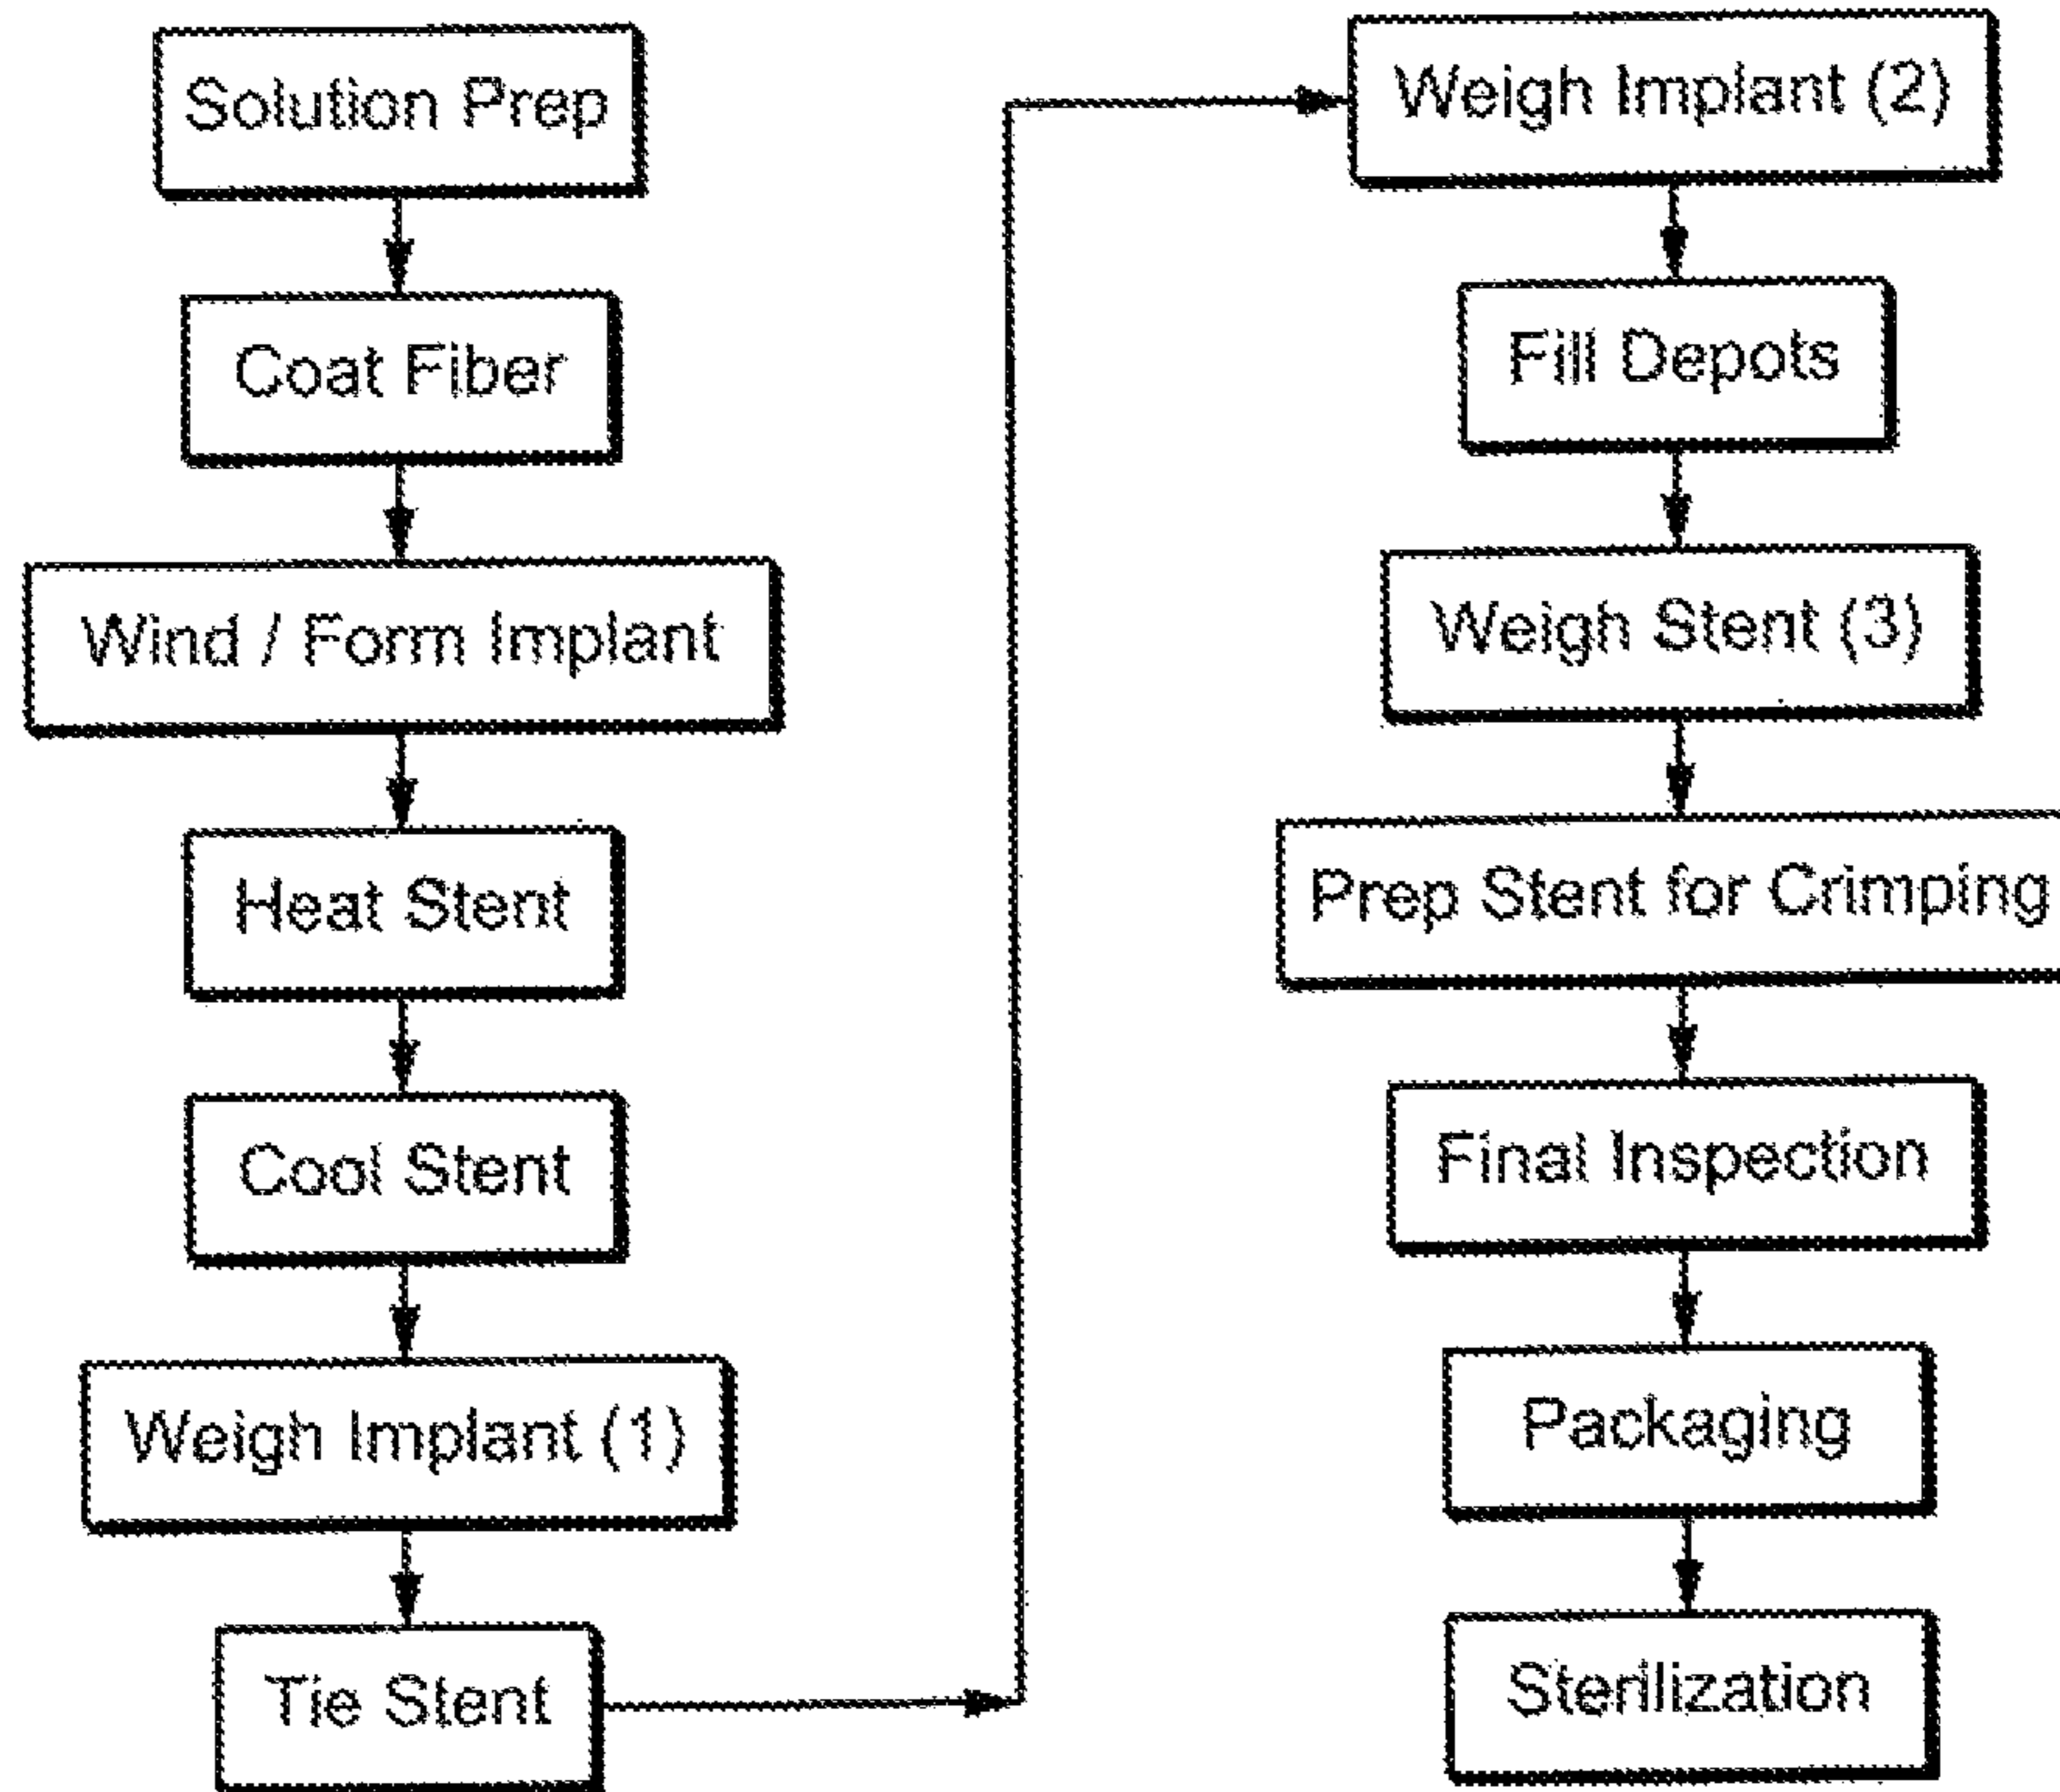 Solution Prep
Coat Fiber
Wind / Form Implant
Heat Stent
Cool Stent
Weigh Implant (1)
Tie Stent
Weigh Implant (2)
Fill Depots
Weigh Stent (3)
Prep Stent for Crimping
Final Inspection
Packaging
Sterilization